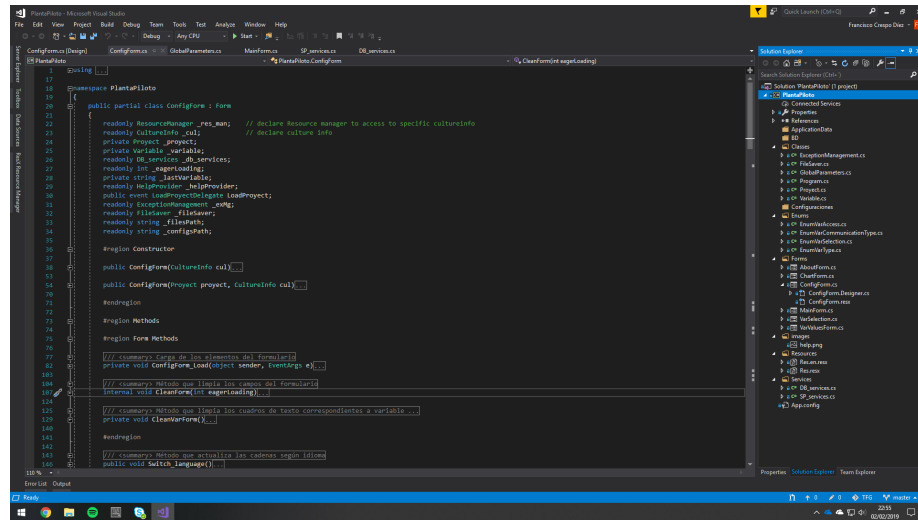 PlantaPiloto - Microsoft Visual Studio
Quick Launch (Ctrl+Q)
File Edit View Project Build Debug Team Tools Test Analyze Window Help
Francisco Crespo Diez
Debug Any CPU Start
ConfigForm.cs [Design] ConfigForm.cs GlobalParameters.cs MainForm.cs SP_services.cs DB_services.cs
PlantaPiloto PlantaPiloto.ConfigForm CleanForm(int eagerLoading)
Server Explorer
Toolbox
Data Sources
ResX Resource Manager
1 using ...
17
18 namespace PlantaPiloto
19 {
20 public partial class ConfigForm : Form
21 {
22 readonly ResourceManager _res_man; // declare Resource manager to access to specific cultureinfo
23 readonly CultureInfo _cul; // declare culture info
24 private Proyect _proyect;
25 private Variable _variable;
26 readonly DB_services _db_services;
27 readonly int _eagerLoading;
28 private string _lastVariable;
29 readonly HelpProvider _helpProvider;
30 public event LoadProyectDelegate LoadProyect;
31 readonly ExceptionManagement _exMg;
32 readonly FileSaver _fileSaver;
33 readonly string _filesPath;
34 readonly string _configsPath;
35
36 #region Constructor
37
38 public ConfigForm(CultureInfo cul)...
53
54 public ConfigForm(Proyect proyect, CultureInfo cul)...
70
71 #endregion
72
73 #region Methods
74
75 #region Form Methods
76
77 /// <summary> Carga de los elementos del formulario
82 private void ConfigForm_Load(object sender, EventArgs e)...
103
104 /// <summary> Método que limpia los campos del formulario
107 internal void CleanForm(int eagerLoading)...
124
125 /// <summary> Método que limpia los cuadros de texto correspondientes a variable ...
129 private void CleanVarForm()...
140
141 #endregion
142
143 /// <summary> Método que actualiza las cadenas según idioma
146 public void Switch_language()...
110 %
Solution Explorer
Search Solution Explorer (Ctrl+')
Solution 'PlantaPiloto' (1 project)
PlantaPiloto
Connected Services
Properties
References
ApplicationData
BD
Classes
ExceptionManagement.cs
FileSaver.cs
GlobalParameters.cs
Program.cs
Proyect.cs
Variable.cs
Configuraciones
Enums
EnumVarAccess.cs
EnumVarCommunicationType.cs
EnumVarSelection.cs
EnumVarType.cs
Forms
AboutForm.cs
ChartForm.cs
ConfigForm.cs
ConfigForm.Designer.cs
ConfigForm.resx
MainForm.cs
VarSelection.cs
VarValuesForm.cs
images
help.png
Resources
Res.en.resx
Res.resx
Services
DB_services.cs
SP_services.cs
App.config
Properties Solution Explorer Team Explorer
Error List Output
Ready
0 0 TFG master
22:55
02/02/2019